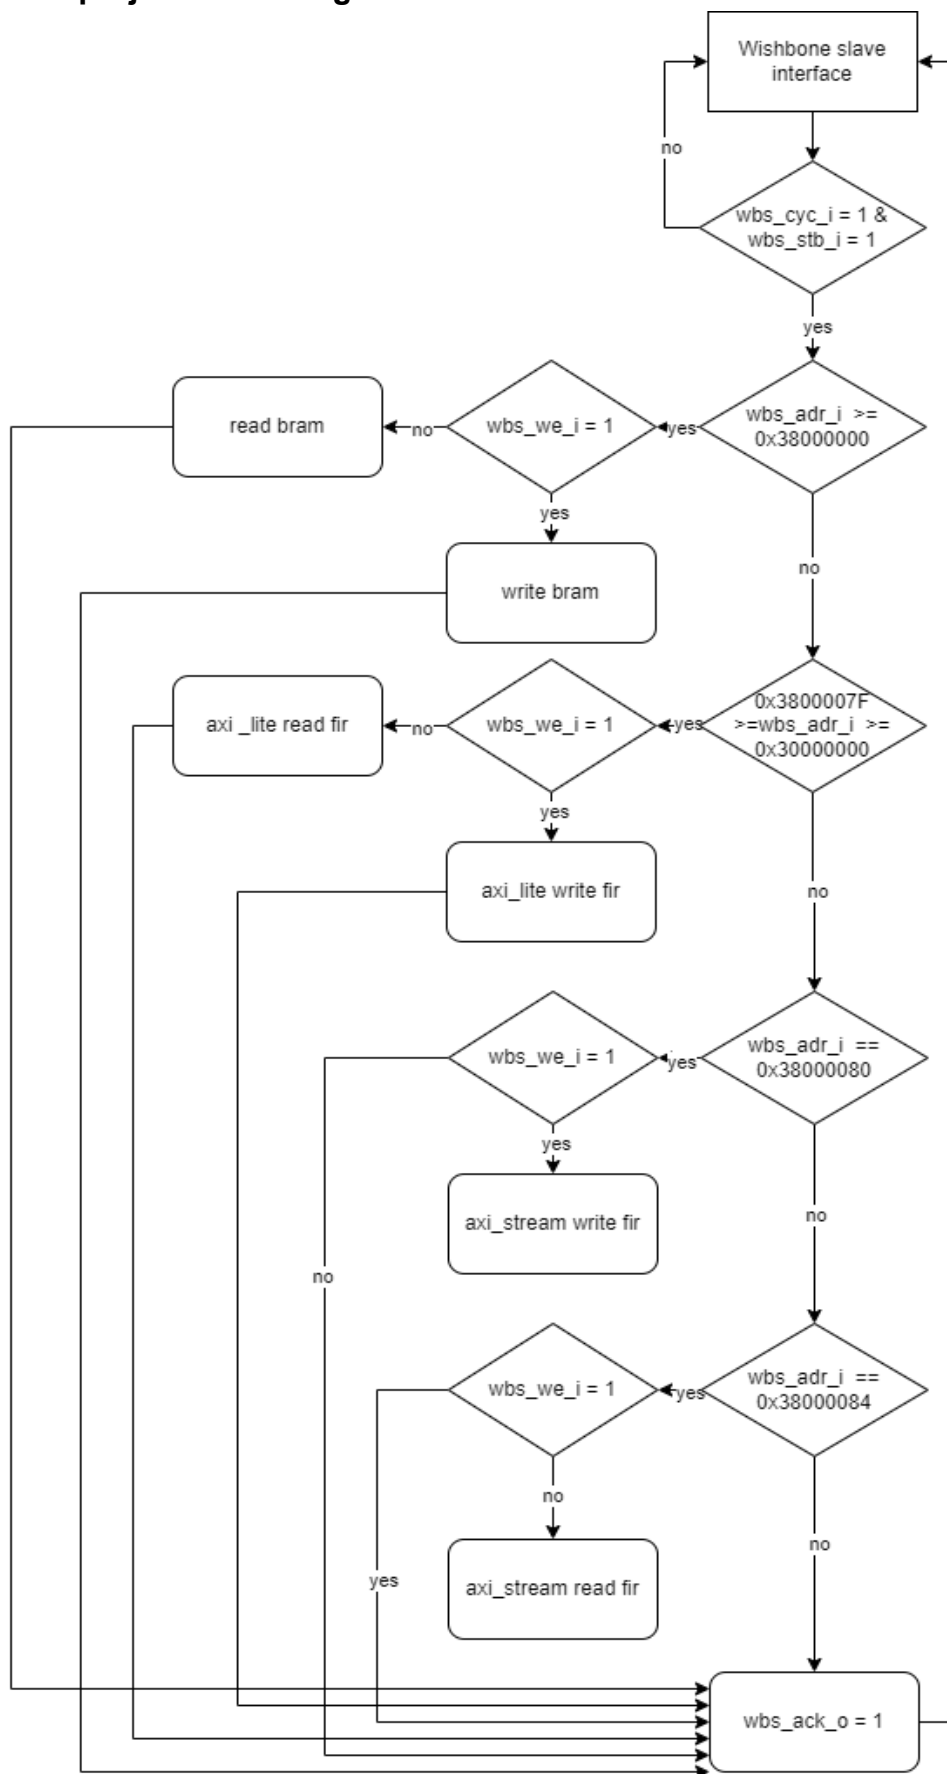 Wishbone slave
interface
no
wbs_cyc_i = 1 &
wbs_stb_i = 1
yes
read bram
no
wbs_we_i = 1
yes
wbs_adr_i >=
0x38000000
yes
write bram
no
axi _lite read fir
no
wbs_we_i = 1
yes
0x3800007F
>=wbs_adr_i >=
0x30000000
yes
axi_lite write fir
no
wbs_we_i = 1
yes
wbs_adr_i ==
0x38000080
yes
axi_stream write fir
no
no
wbs_we_i = 1
yes
wbs_adr_i ==
0x38000084
no
no
yes
axi_stream read fir
wbs_ack_o = 1